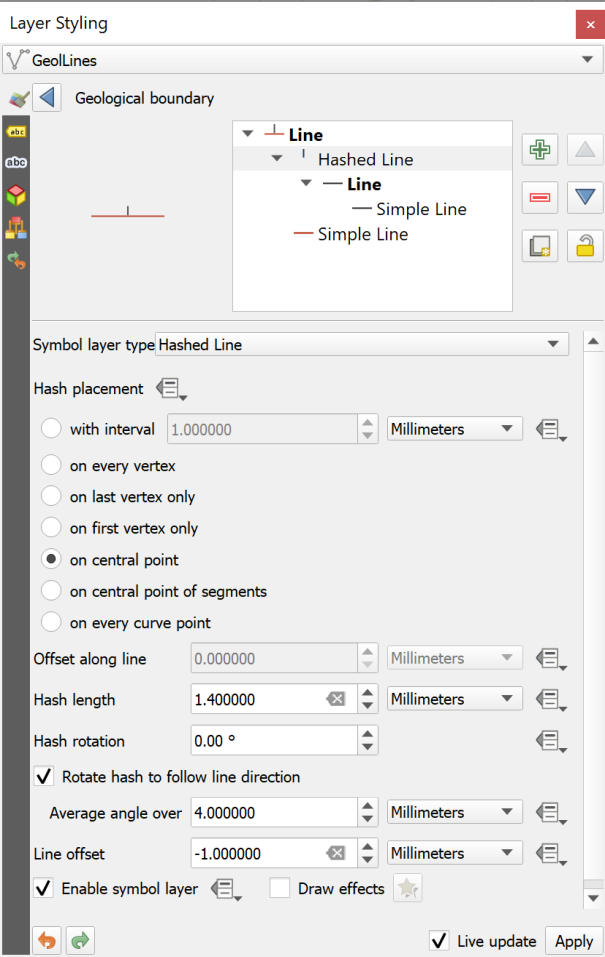 Layer Styling
GeolLines
Geological boundary
abc
abc
Line
Hashed Line
Line
Simple Line
Simple Line
Symbol layer type Hashed Line
Hash placement
with interval 1.000000 Millimeters
on every vertex
on last vertex only
on first vertex only
on central point
on central point of segments
on every curve point
Offset along line 0.000000 Millimeters
Hash length 1.400000 Millimeters
Hash rotation 0.00 °
Rotate hash to follow line direction
Average angle over 4.000000 Millimeters
Line offset -1.000000 Millimeters
Enable symbol layer Draw effects
Live update Apply